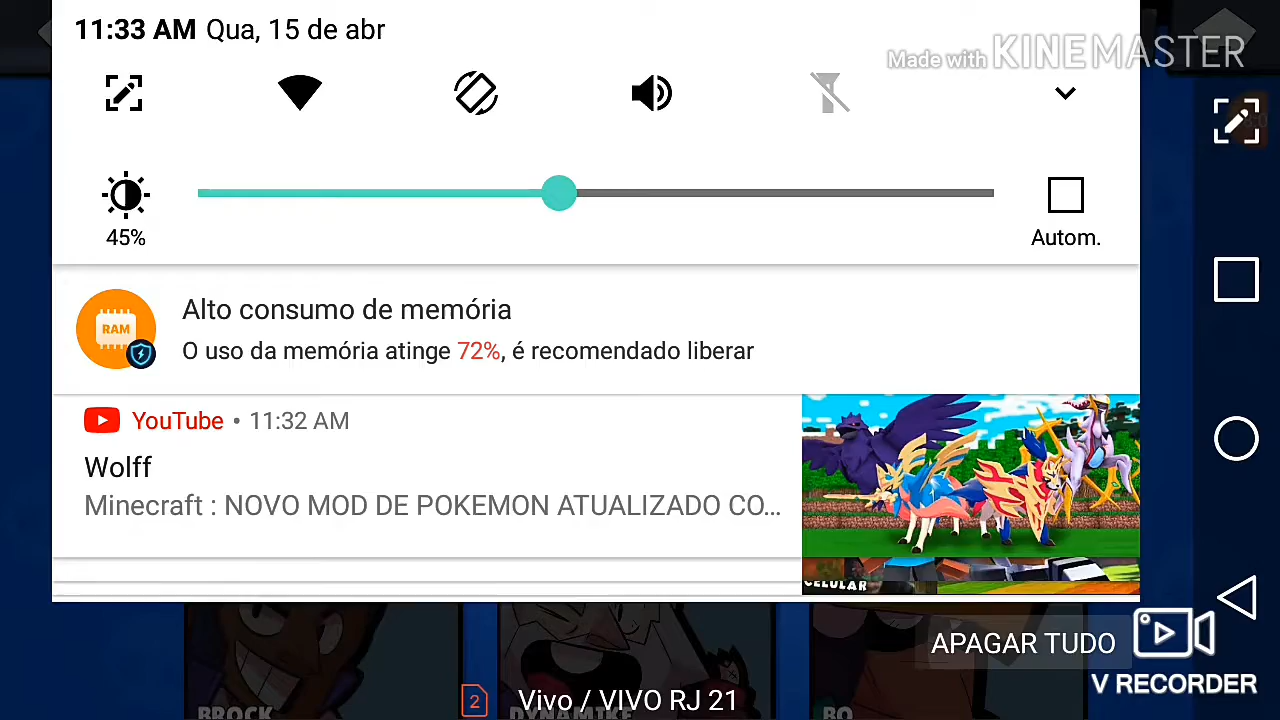 11:33 AM Qua, 15 de abr
Made with KINEMASTER
45%
Autom.
RAM
Alto consumo de memória
O uso da memória atinge 72%, é recomendado liberar
YouTube • 11:32 AM
Wolff
Minecraft : NOVO MOD DE POKEMON ATUALIZADO CO...
CELULAR
APAGAR TUDO
V RECORDER
2 Vivo / VIVO RJ 21
BROCK
DYNAMIKE
BO